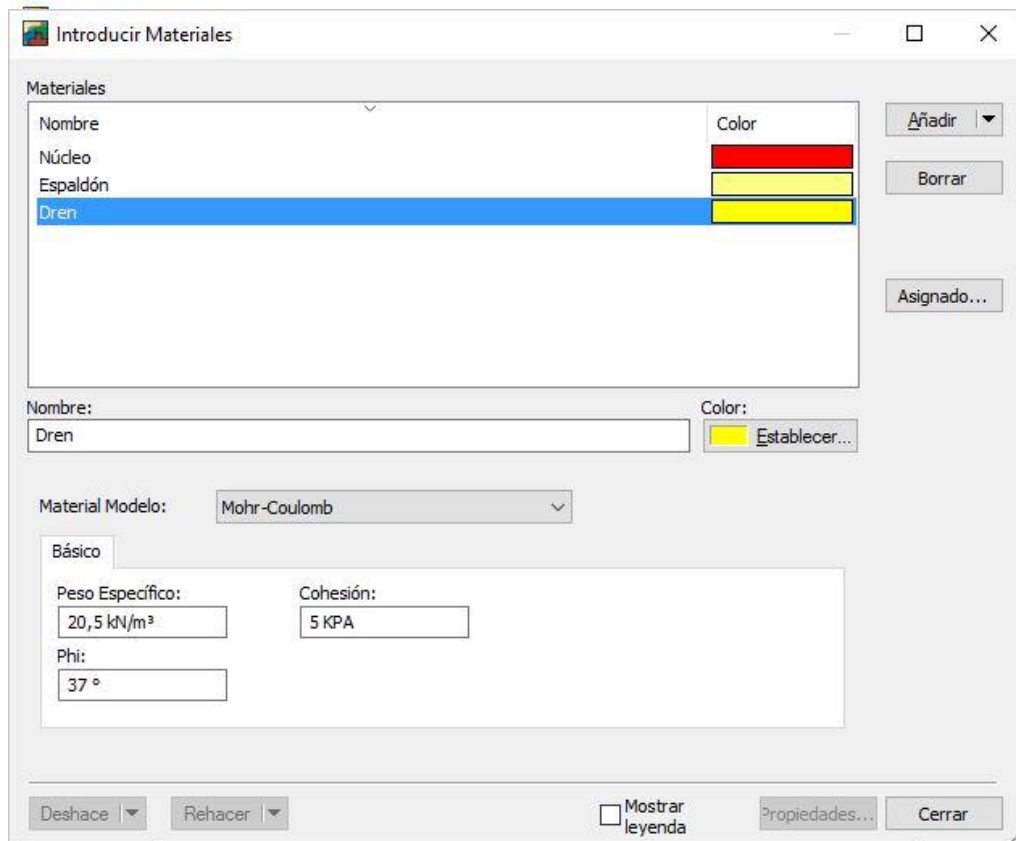 Introducir Materiales
Materiales
Nombre Color
Añadir
Núcleo
Espaldón
Borrar
Dren
Asignado...
Nombre: Color:
Dren Establecer...
Material Modelo: Mohr-Coulomb
Básico
Peso Específico: Cohesión:
20,5 kN/m³ 5 KPA
Phi:
37 º
Deshace Rehacer Mostrar leyenda Propiedades... Cerrar